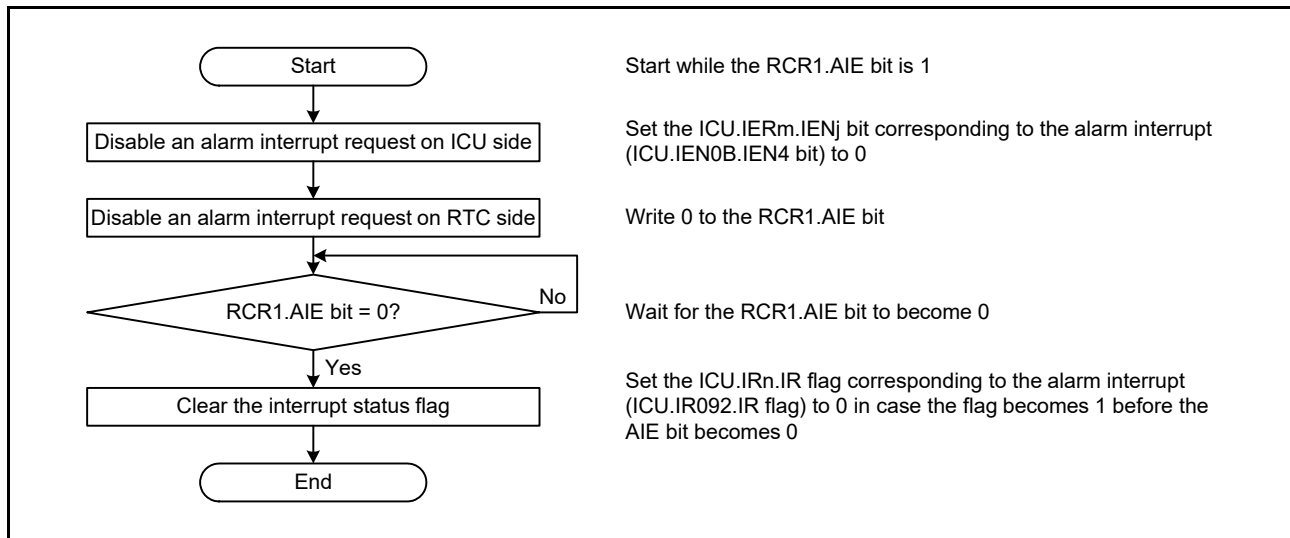 Start
Start while the RCR1.AIE bit is 1
Disable an alarm interrupt request on ICU side
Set the ICU.IERm.IENj bit corresponding to the alarm interrupt
(ICU.IEN0B.IEN4 bit) to 0
Disable an alarm interrupt request on RTC side
Write 0 to the RCR1.AIE bit
RCR1.AIE bit = 0?
No
Wait for the RCR1.AIE bit to become 0
Yes
Clear the interrupt status flag
Set the ICU.IRn.IR flag corresponding to the alarm interrupt
(ICU.IR092.IR flag) to 0 in case the flag becomes 1 before the
AIE bit becomes 0
End